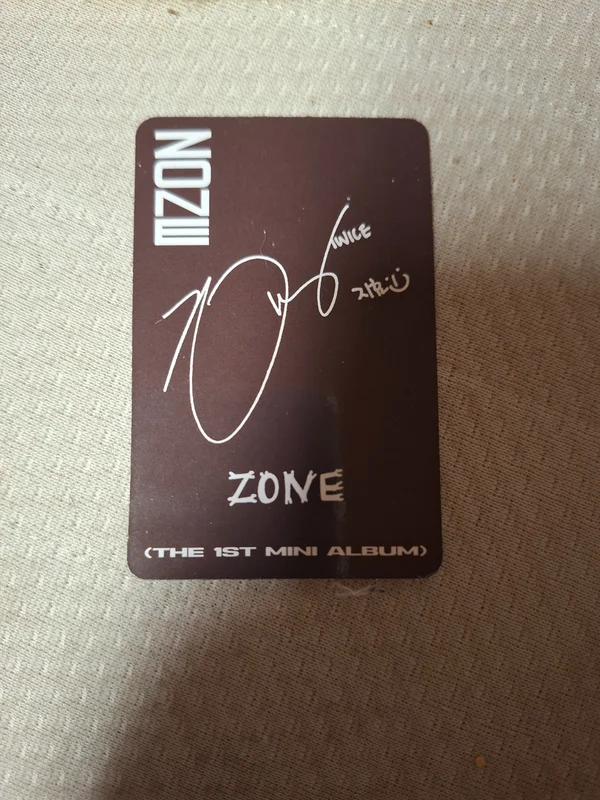 ZONE
TWICE
지효
ZONE
(THE 1ST MINI ALBUM)